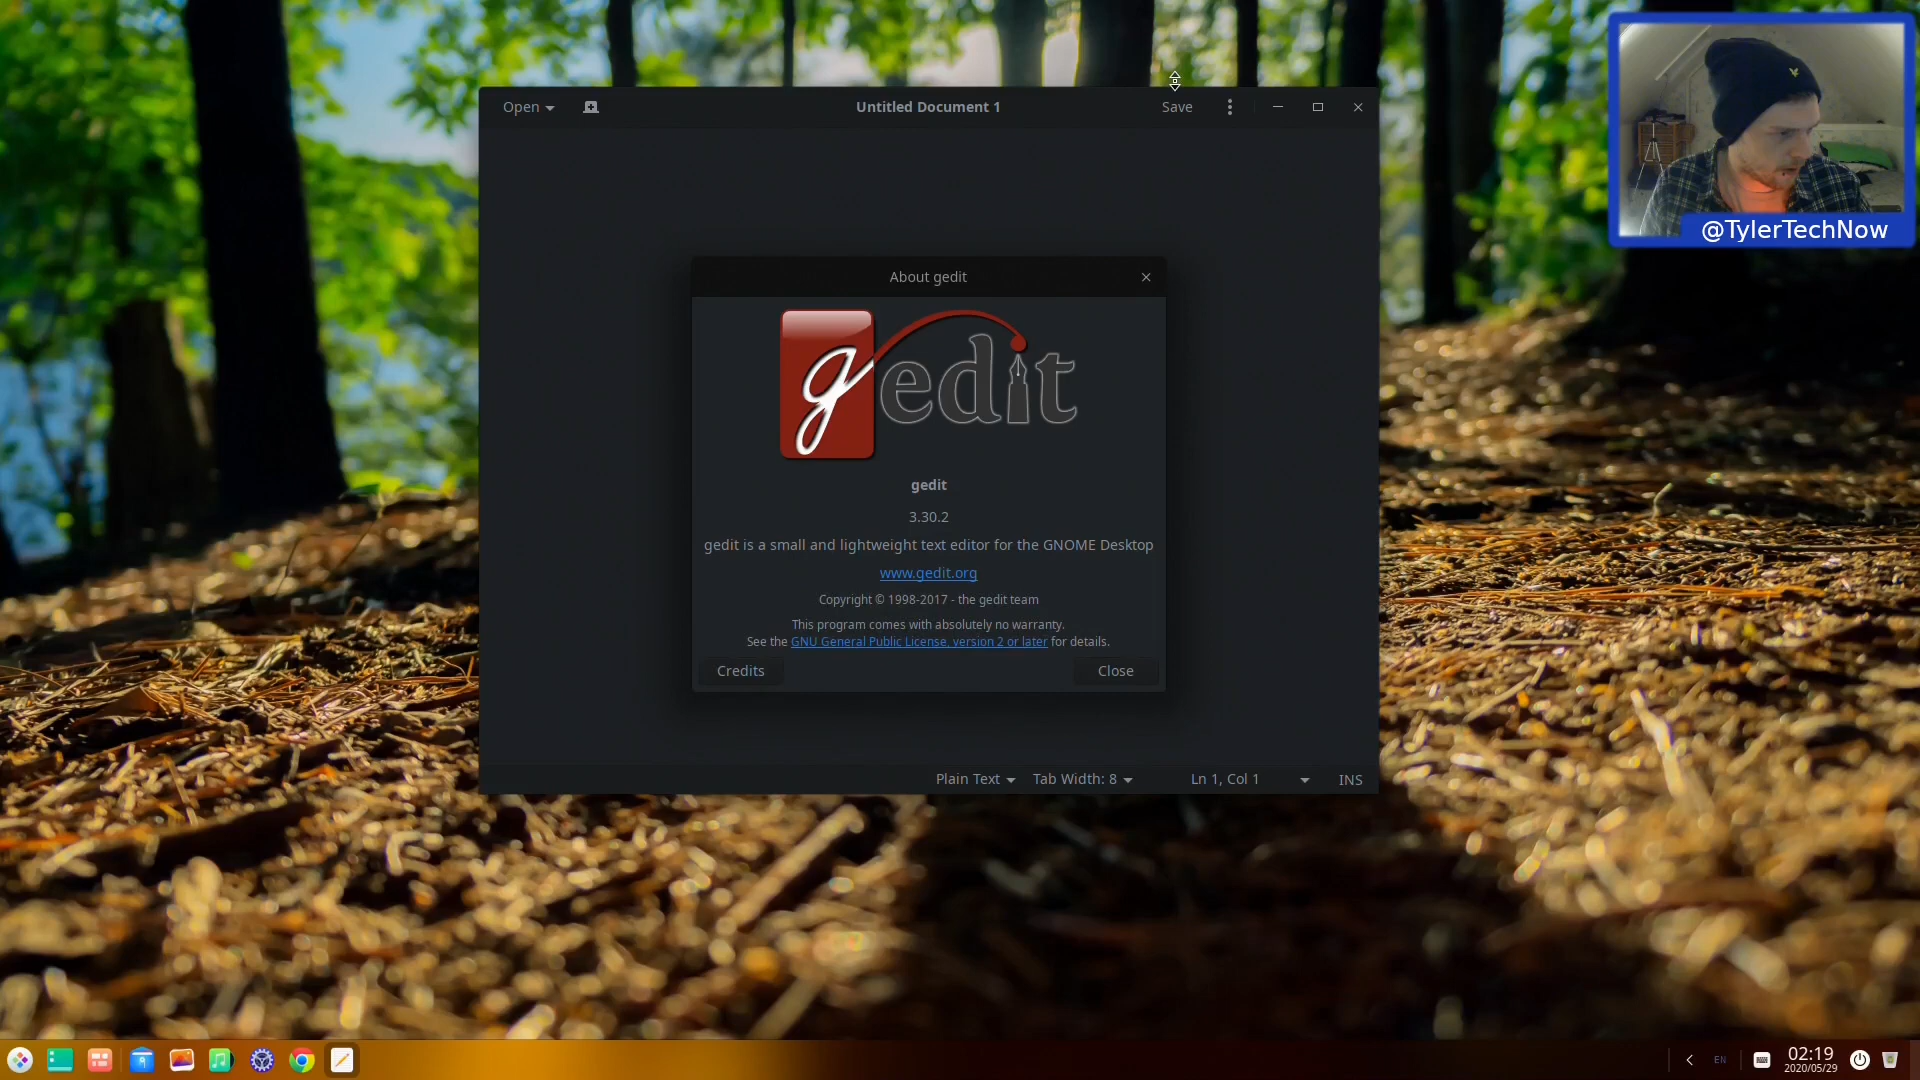 @TylerTechNow
Open
Untitled Document 1
Save
About gedit
gedit
gedit
3.30.2
gedit is a small and lightweight text editor for the GNOME Desktop
www.gedit.org
Copyright © 1998-2017 - the gedit team
This program comes with absolutely no warranty.
See the GNU General Public License, version 2 or later for details.
Credits
Close
Plain Text
Tab Width: 8
Ln 1, Col 1
INS
EN
02:19
2020/05/29